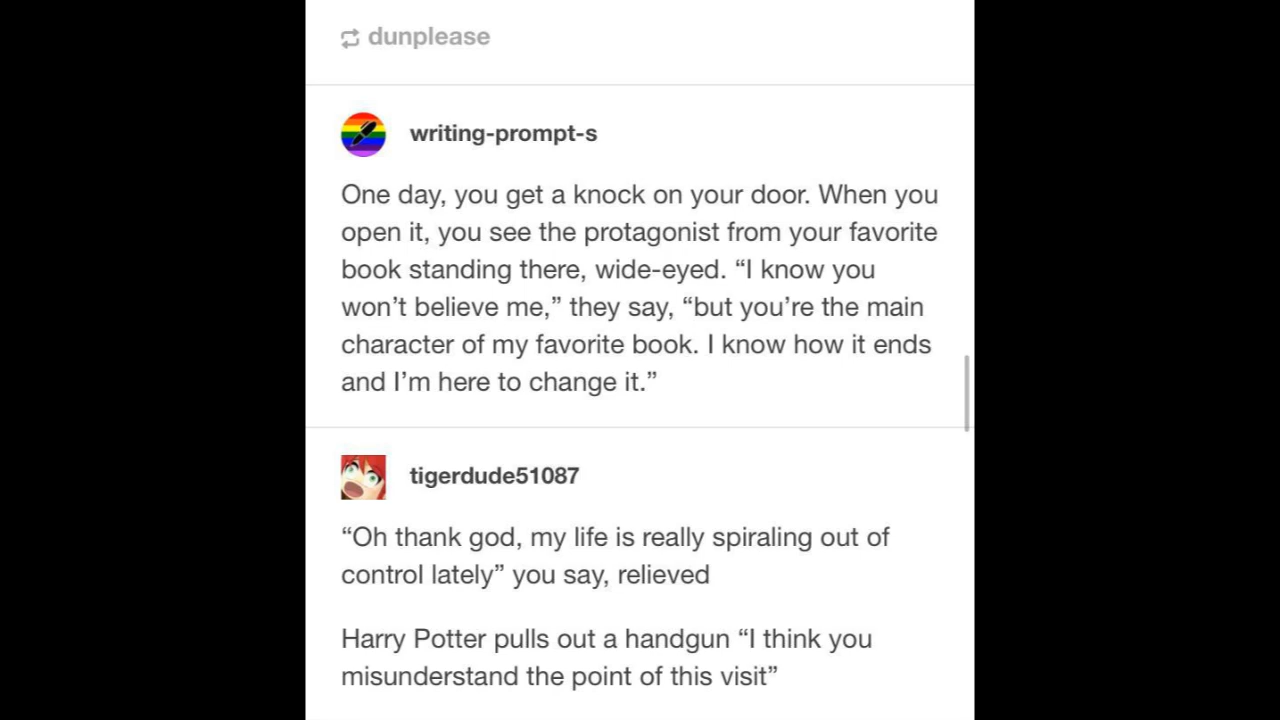 dunplease
writing-prompt-s
One day, you get a knock on your door. When you
open it, you see the protagonist from your favorite
book standing there, wide-eyed. “I know you
won’t believe me,” they say, “but you’re the main
character of my favorite book. I know how it ends
and I’m here to change it.”
tigerdude51087
“Oh thank god, my life is really spiraling out of
control lately” you say, relieved
Harry Potter pulls out a handgun “I think you
misunderstand the point of this visit”